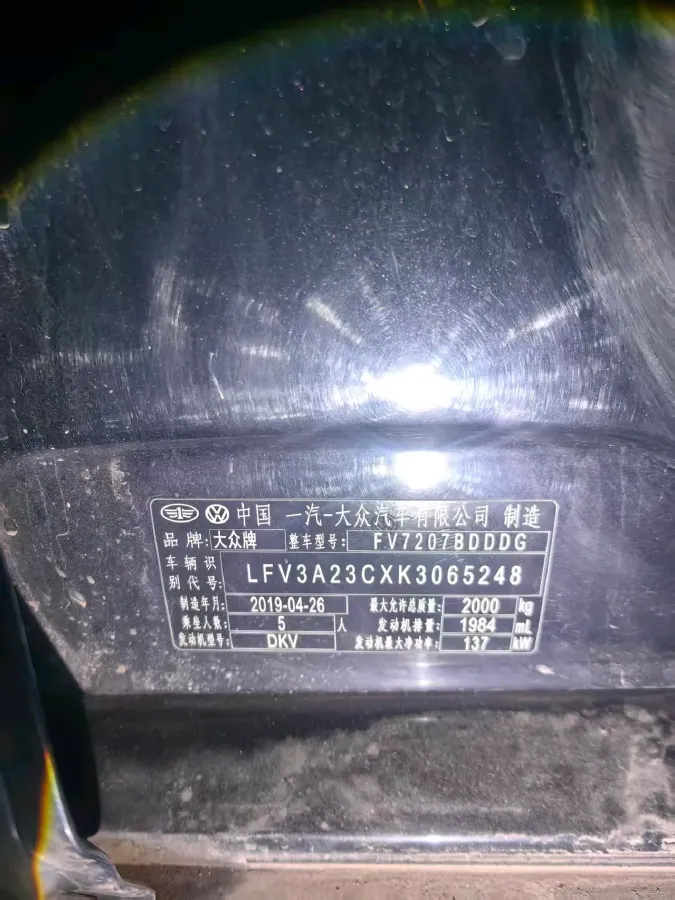 中国 一汽-大众汽车有限公司 制造
品牌: 大众牌 整车型号: FV7207BDDDG
车辆识别代号: LFV3A23CXK3065248
制造年月: 2019-04-26 最大允许总质量: 2000 kg
乘坐人数: 5 人 发动机排量: 1984 mL
发动机型号: DKV 发动机最大净功率: 137 kW